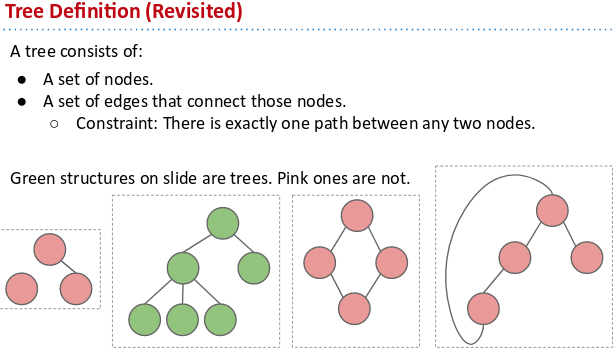 Tree Definition (Revisited)
A tree consists of:
● A set of nodes.
● A set of edges that connect those nodes.
○ Constraint: There is exactly one path between any two nodes.
Green structures on slide are trees. Pink ones are not.